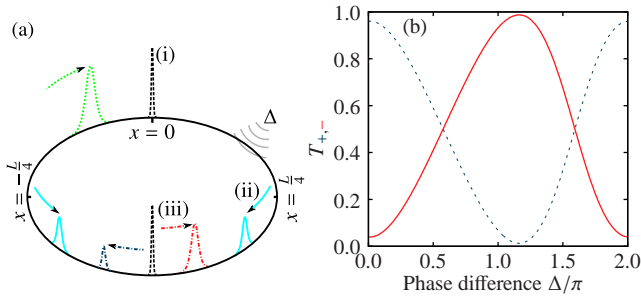 (a)
(i)
x = 0
Δ
x = -L/4
x = L/4
(ii)
(iii)
(b)
T+,-
1.0
0.8
0.6
0.4
0.2
0.0
0.0 0.5 1.0 1.5 2.0
Phase difference Δ/π